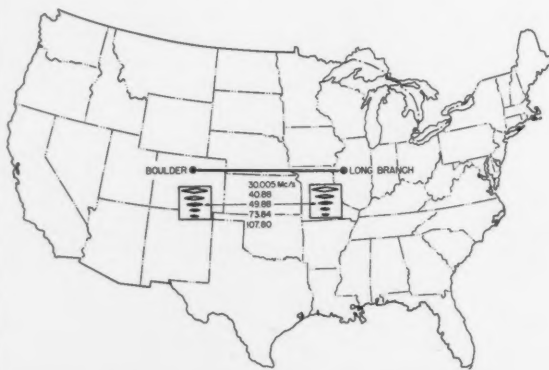 BOULDER
LONG BRANCH
30.005 Mc/s
40.88
49.88
73.84
107.80